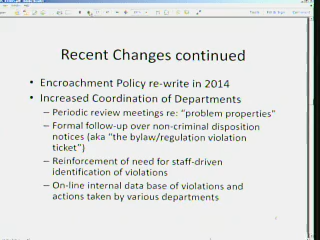 Recent Changes continued
• Encroachment Policy re-write in 2014
• Increased Coordination of Departments
– Periodic review meetings re: "problem properties"
– Formal follow-up over non-criminal disposition
notices (aka "the bylaw/regulation violation
ticket")
– Reinforcement of need for staff-driven
identification of violations
– On-line internal data base of violations and
actions taken by various departments